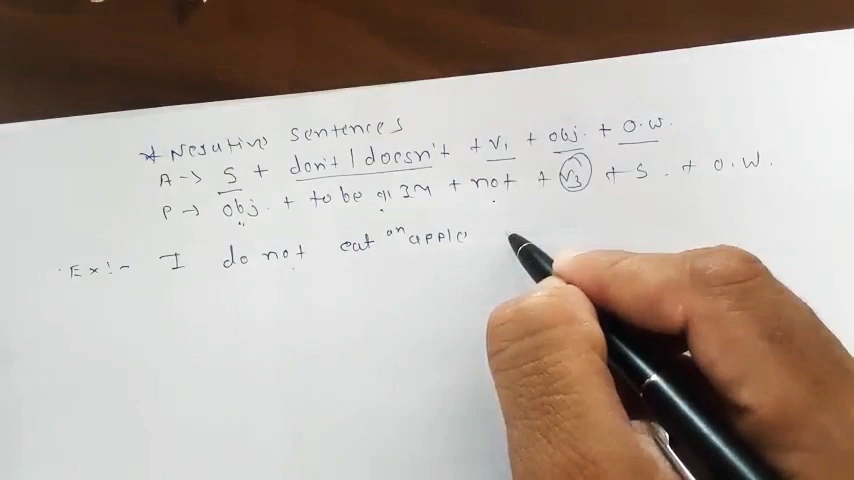 * Negative Sentences
A → S + don't / doesn't + V1 + obj. + O.W.
P → obj. + to be का रूप + not + V3 + S. + O.W.
Ex:- I do not eat an apple